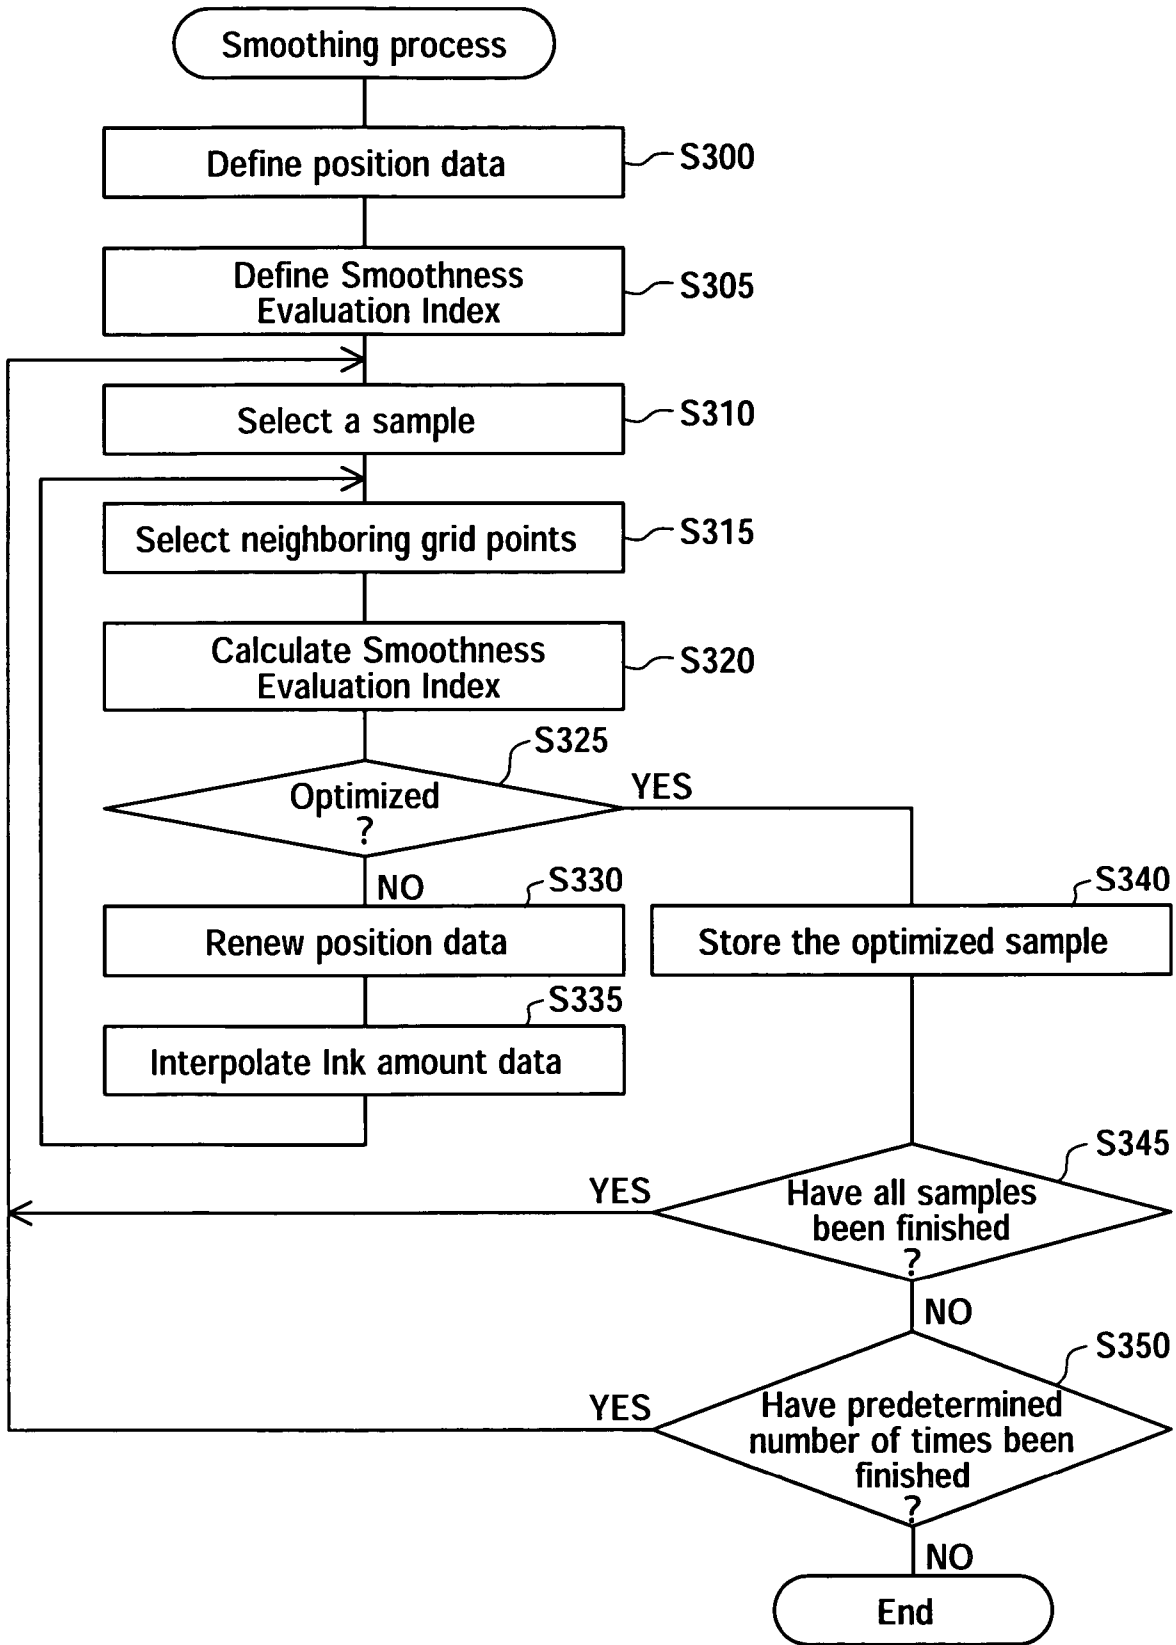 Smoothing process
Define position data
S300
Define Smoothness
Evaluation Index
S305
Select a sample
S310
Select neighboring grid points
S315
Calculate Smoothness
Evaluation Index
S320
S325
Optimized
?
YES
NO
S330
Renew position data
S340
Store the optimized sample
S335
Interpolate Ink amount data
S345
YES
Have all samples
been finished
?
NO
S350
YES
Have predetermined
number of times been
finished
?
NO
End